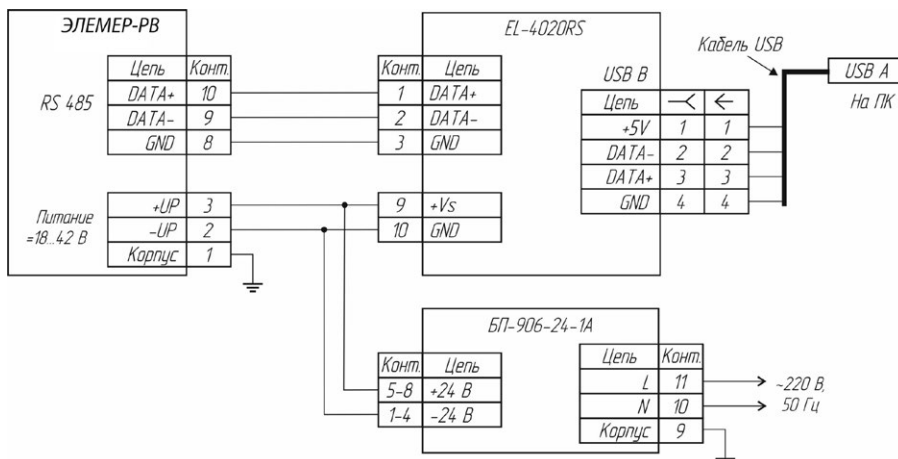 ЭЛЕМЕР-РВ
RS 485
Цепь Конт.
DATA+ 10
DATA- 9
GND 8
Питание
=18...42 В
+UP 3
-UP 2
Корпус 1
EL-4020RS
Конт. Цепь
1 DATA+
2 DATA-
3 GND
9 +Vs
10 GND
USB B
Цепь
+5V 1 1
DATA- 2 2
DATA+ 3 3
GND 4 4
Кабель USB
USB A
На ПК
БП-906-24-1А
Конт. Цепь
5-8 +24 В
1-4 -24 В
Цепь Конт.
L 11
N 10
Корпус 9
~220 В,
50 Гц